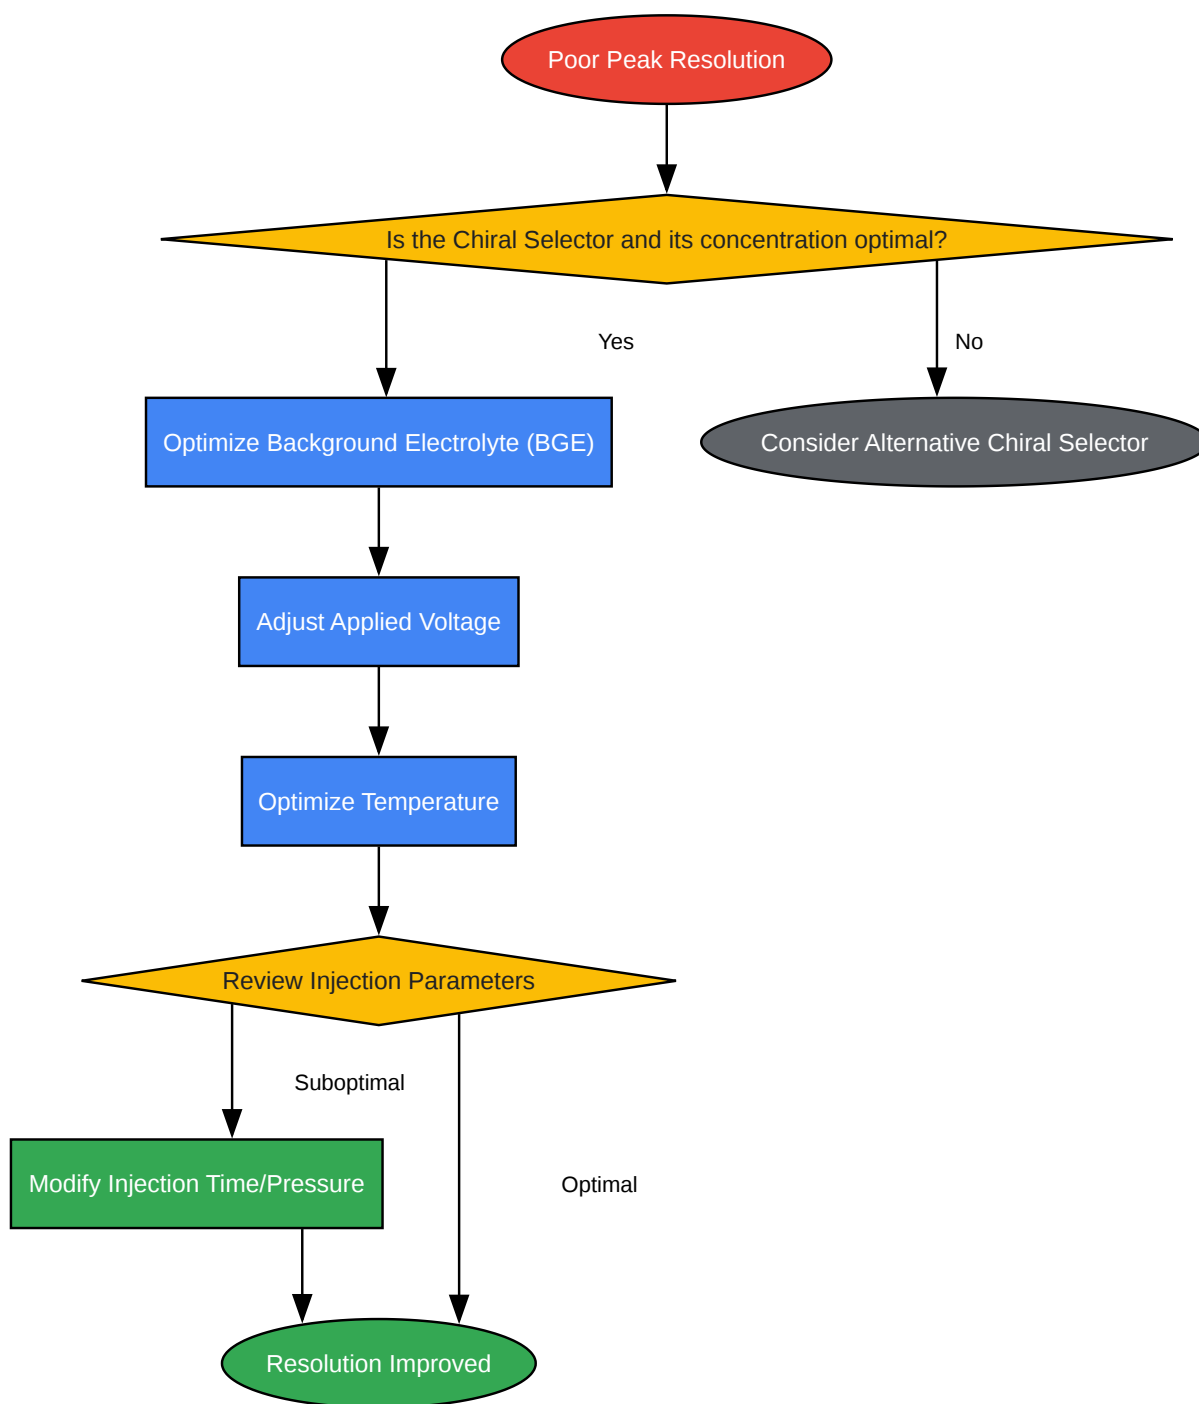 Poor Peak Resolution
Is the Chiral Selector and its concentration optimal?
Yes
No
Optimize Background Electrolyte (BGE)
Consider Alternative Chiral Selector
Adjust Applied Voltage
Optimize Temperature
Review Injection Parameters
Suboptimal
Modify Injection Time/Pressure
Optimal
Resolution Improved